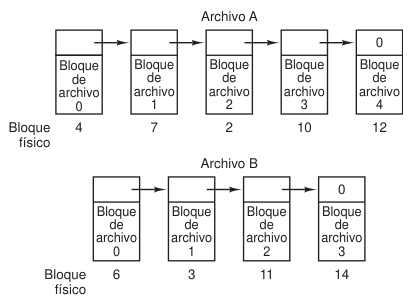 Archivo A
0
Bloque de archivo 0
Bloque de archivo 1
Bloque de archivo 2
Bloque de archivo 3
Bloque de archivo 4
Bloque físico 4 7 2 10 12
Archivo B
0
Bloque de archivo 0
Bloque de archivo 1
Bloque de archivo 2
Bloque de archivo 3
Bloque físico 6 3 11 14